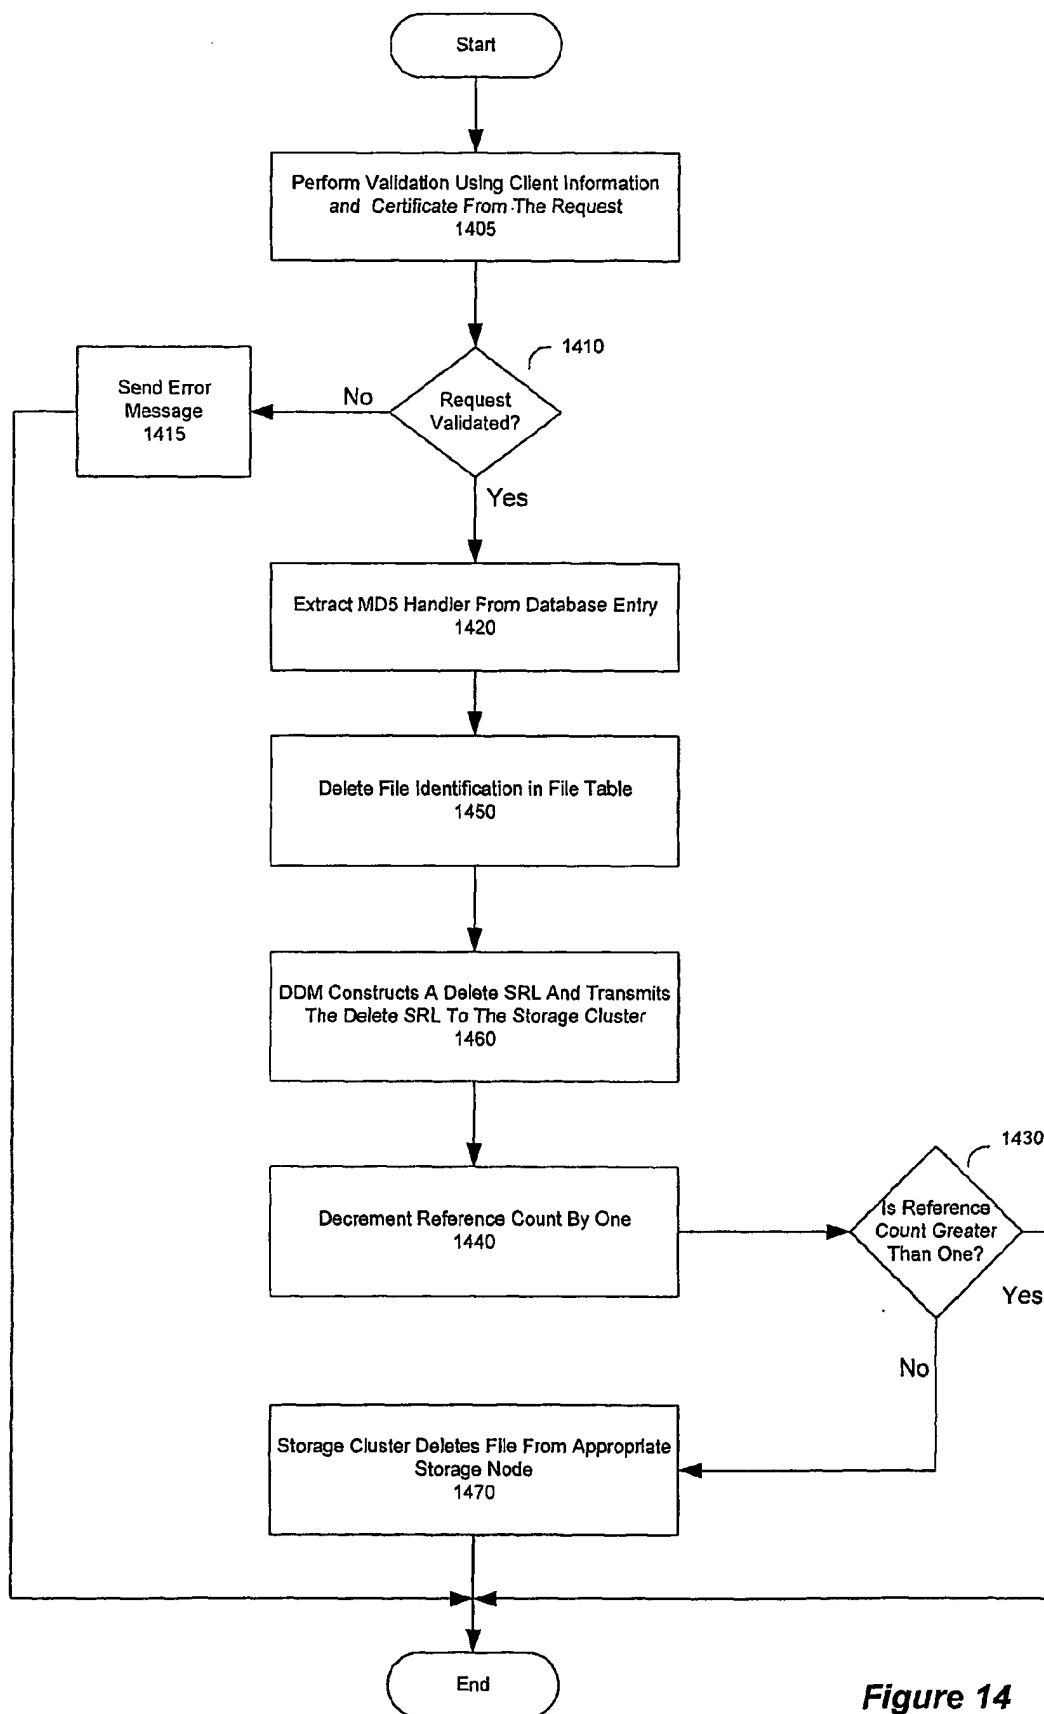 Start
Perform Validation Using Client Information
and Certificate From The Request
1405
1410
Request
Validated?
No
Send Error
Message
1415
Yes
Extract MD5 Handler From Database Entry
1420
Delete File Identification in File Table
1450
DDM Constructs A Delete SRL And Transmits
The Delete SRL To The Storage Cluster
1460
Decrement Reference Count By One
1440
1430
Is Reference
Count Greater
Than One?
Yes
No
Storage Cluster Deletes File From Appropriate
Storage Node
1470
End
Figure 14